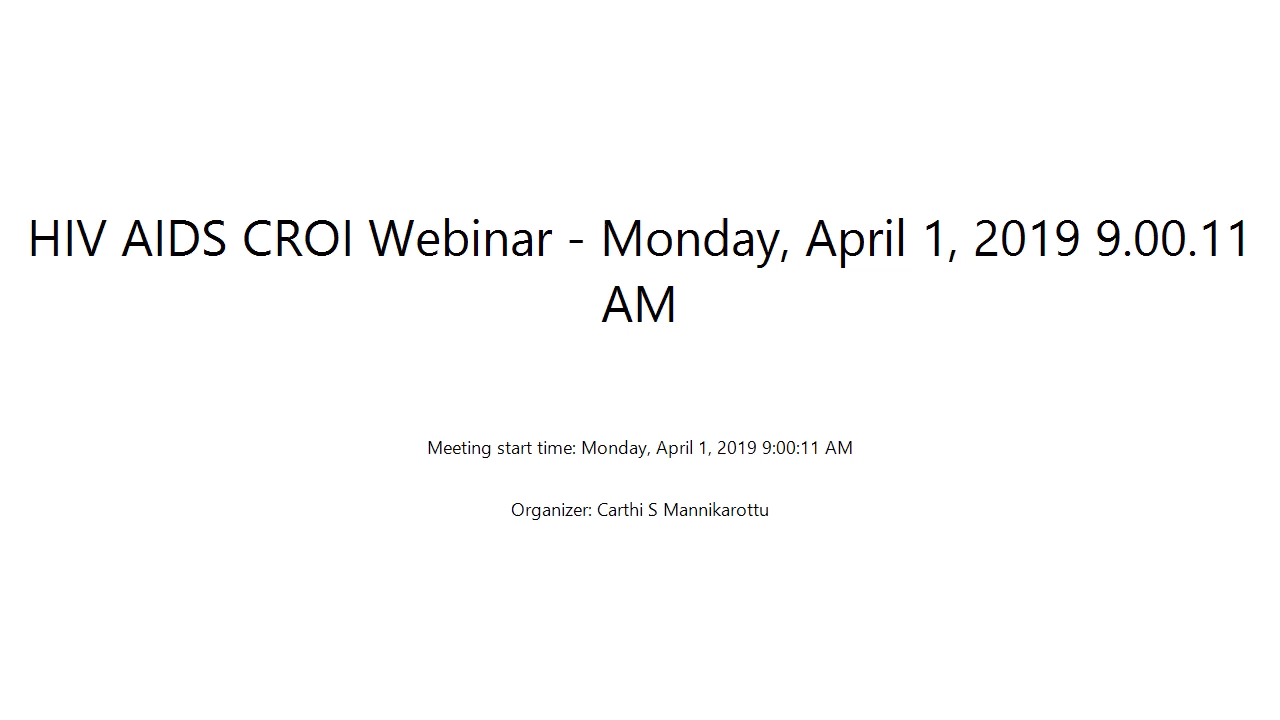 HIV AIDS CROI Webinar - Monday, April 1, 2019 9.00.11
AM
Meeting start time: Monday, April 1, 2019 9:00:11 AM
Organizer: Carthi S Mannikarottu